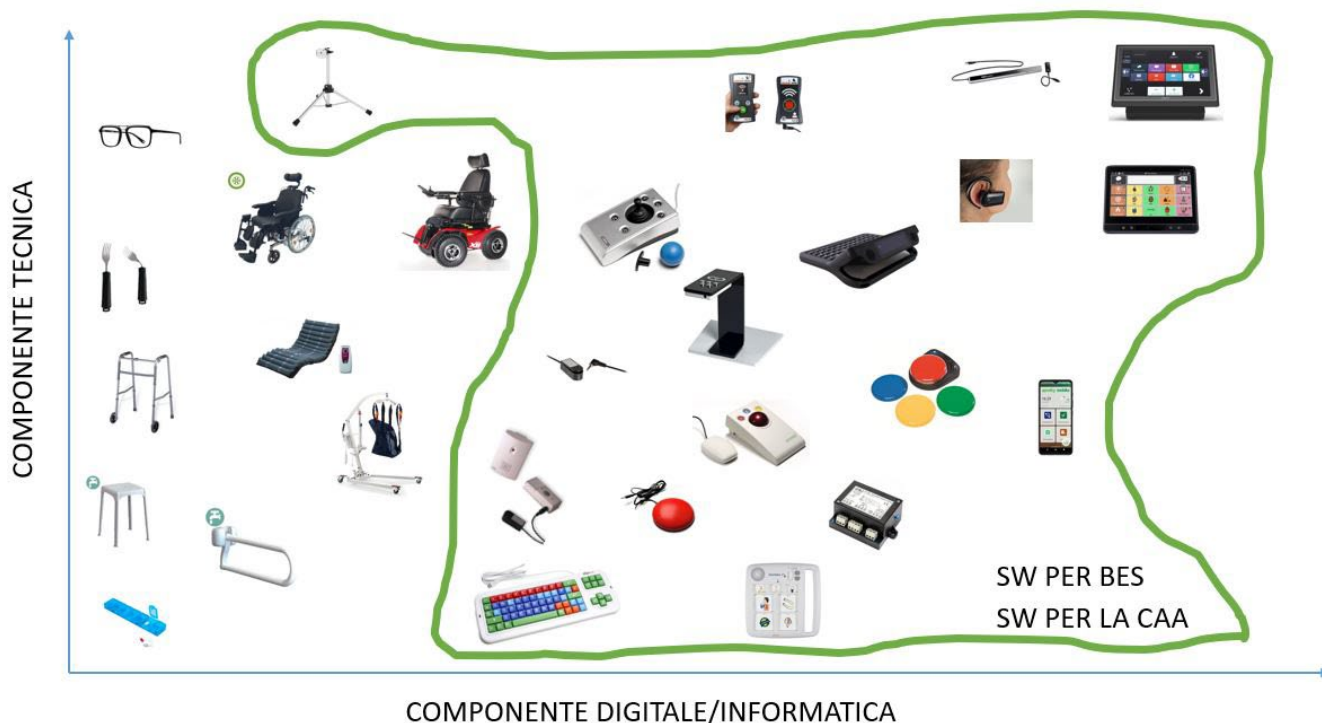 COMPONENTE TECNICA
SW PER BES
SW PER LA CAA
COMPONENTE DIGITALE/INFORMATICA